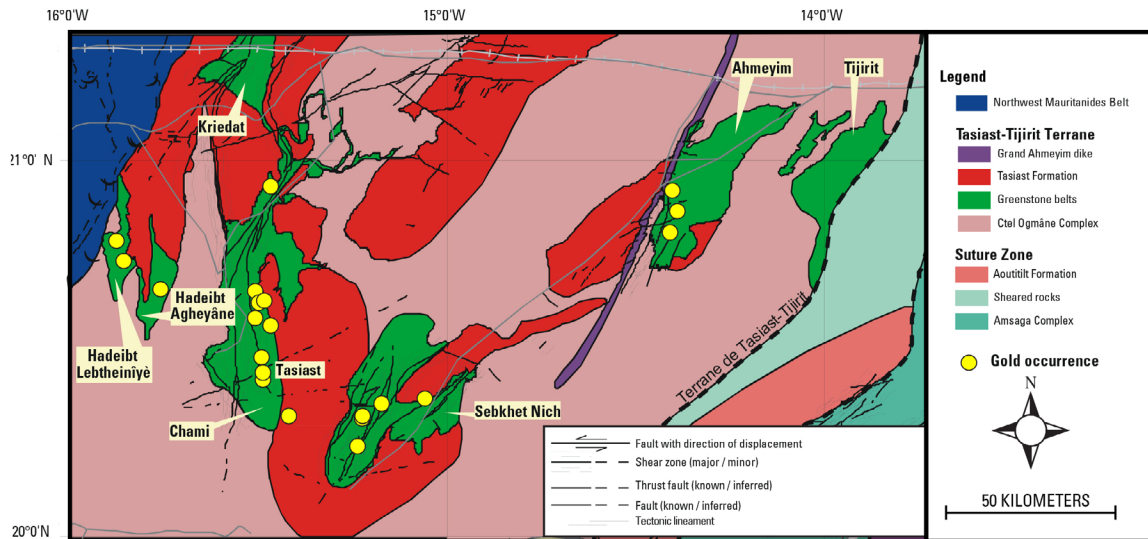 16°0'W
15°0'W
14°0'W
21°0' N
20°0'N
Kriedat
Ahmeyim
Tijirit
Hadeibt
Agheyâne
Hadeibt
Lebtheinîyè
Tasiast
Chami
Sebkhet Nich
Terrane de Tasiast-Tijirit
Fault with direction of displacement
Shear zone (major / minor)
Thrust fault (known / inferred)
Fault (known / inferred)
Tectonic lineament
Legend
Northwest Mauritanides Belt
Tasiast-Tijirit Terrane
Grand Ahmeyim dike
Tasiast Formation
Greenstone belts
Ctel Ogmâne Complex
Suture Zone
Aoutitilt Formation
Sheared rocks
Amsaga Complex
Gold occurrence
N
50 KILOMETERS